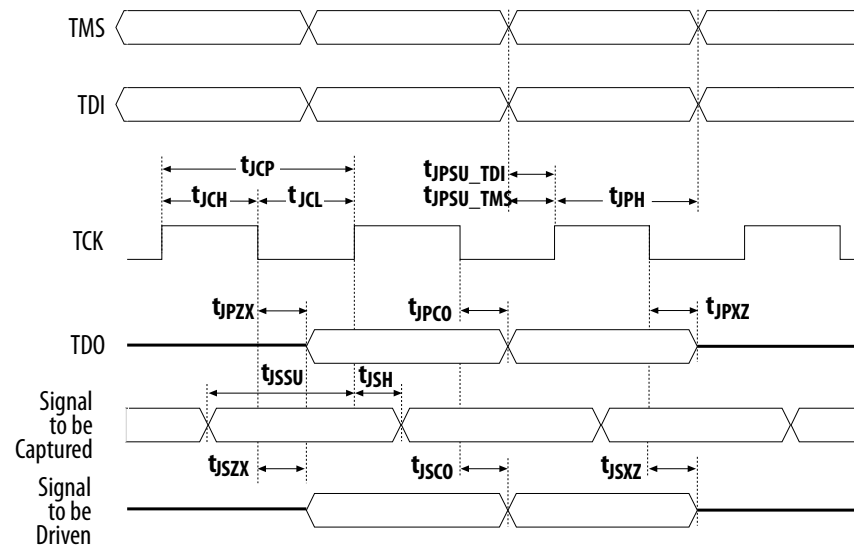 TMS
TDI
tJCP
tJCH tJCL
tJPSU_TDI
tJPSU_TMS
tJPH
TCK
tJPZX tJPCO tJPXZ
TDO
tJSSU tJSH
Signal
to be
Captured
tJSZX tJSCO tJSXZ
Signal
to be
Driven